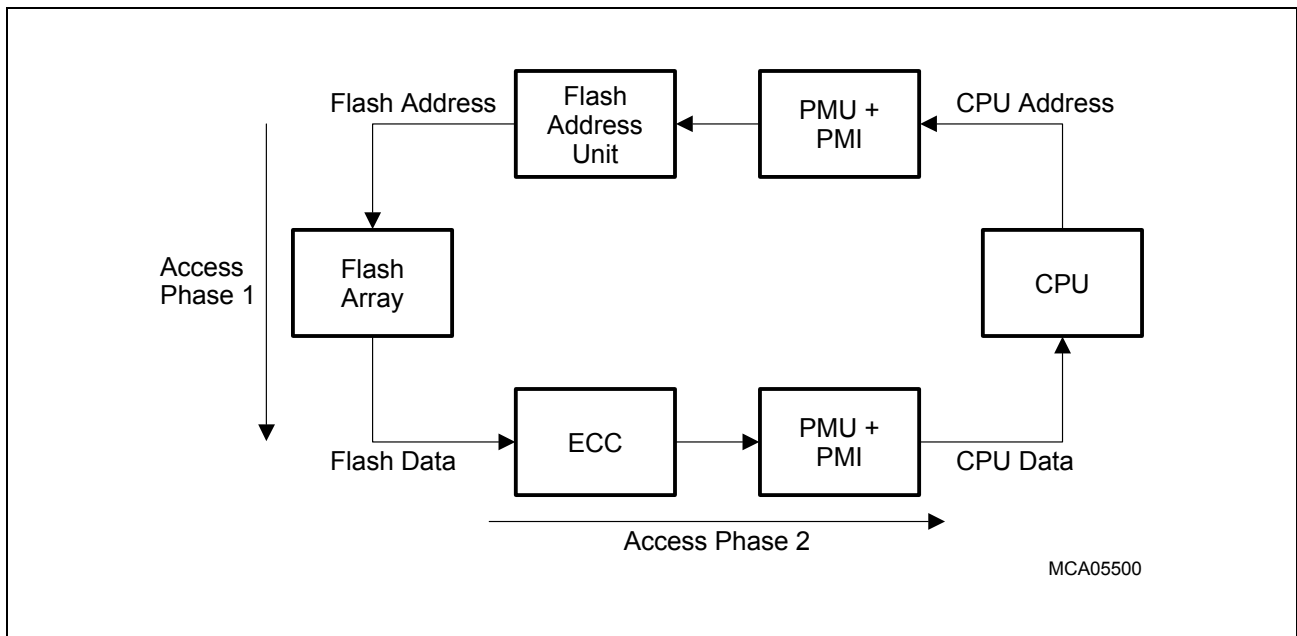 Flash Address
Flash
Address
Unit
PMU +
PMI
CPU Address
Access
Phase 1
Flash
Array
CPU
Flash Data
ECC
PMU +
PMI
CPU Data
Access Phase 2
MCA05500